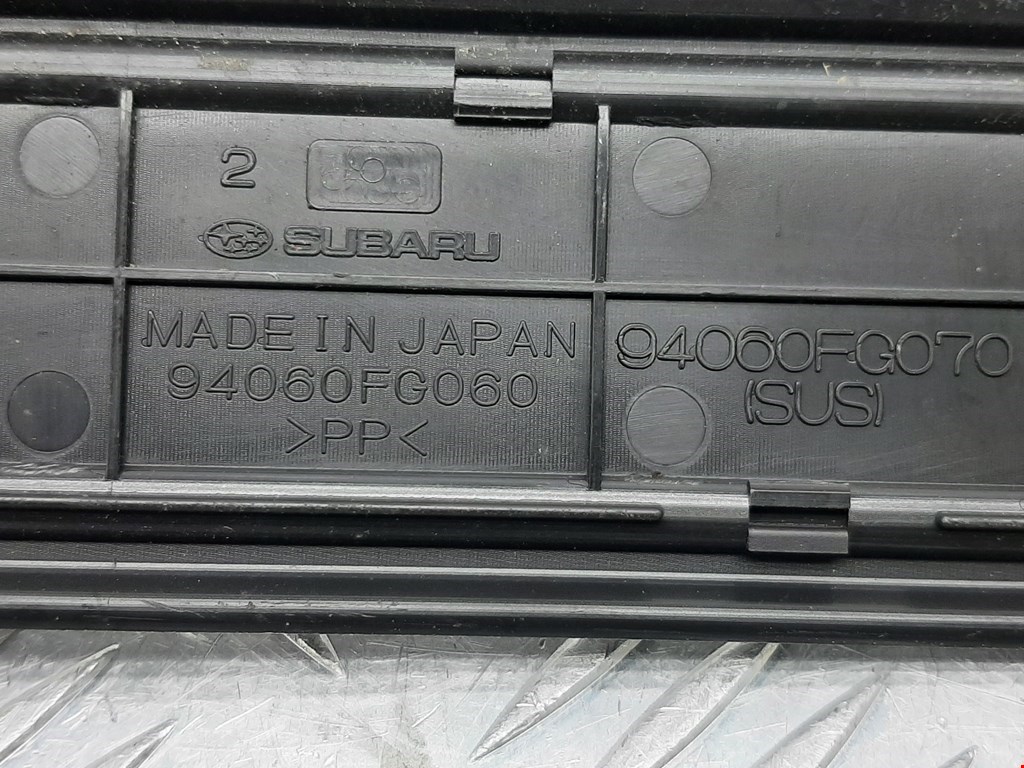 2
SUBARU
MADE IN JAPAN
94060FG060
>PP<
94060FG070
(SUS)